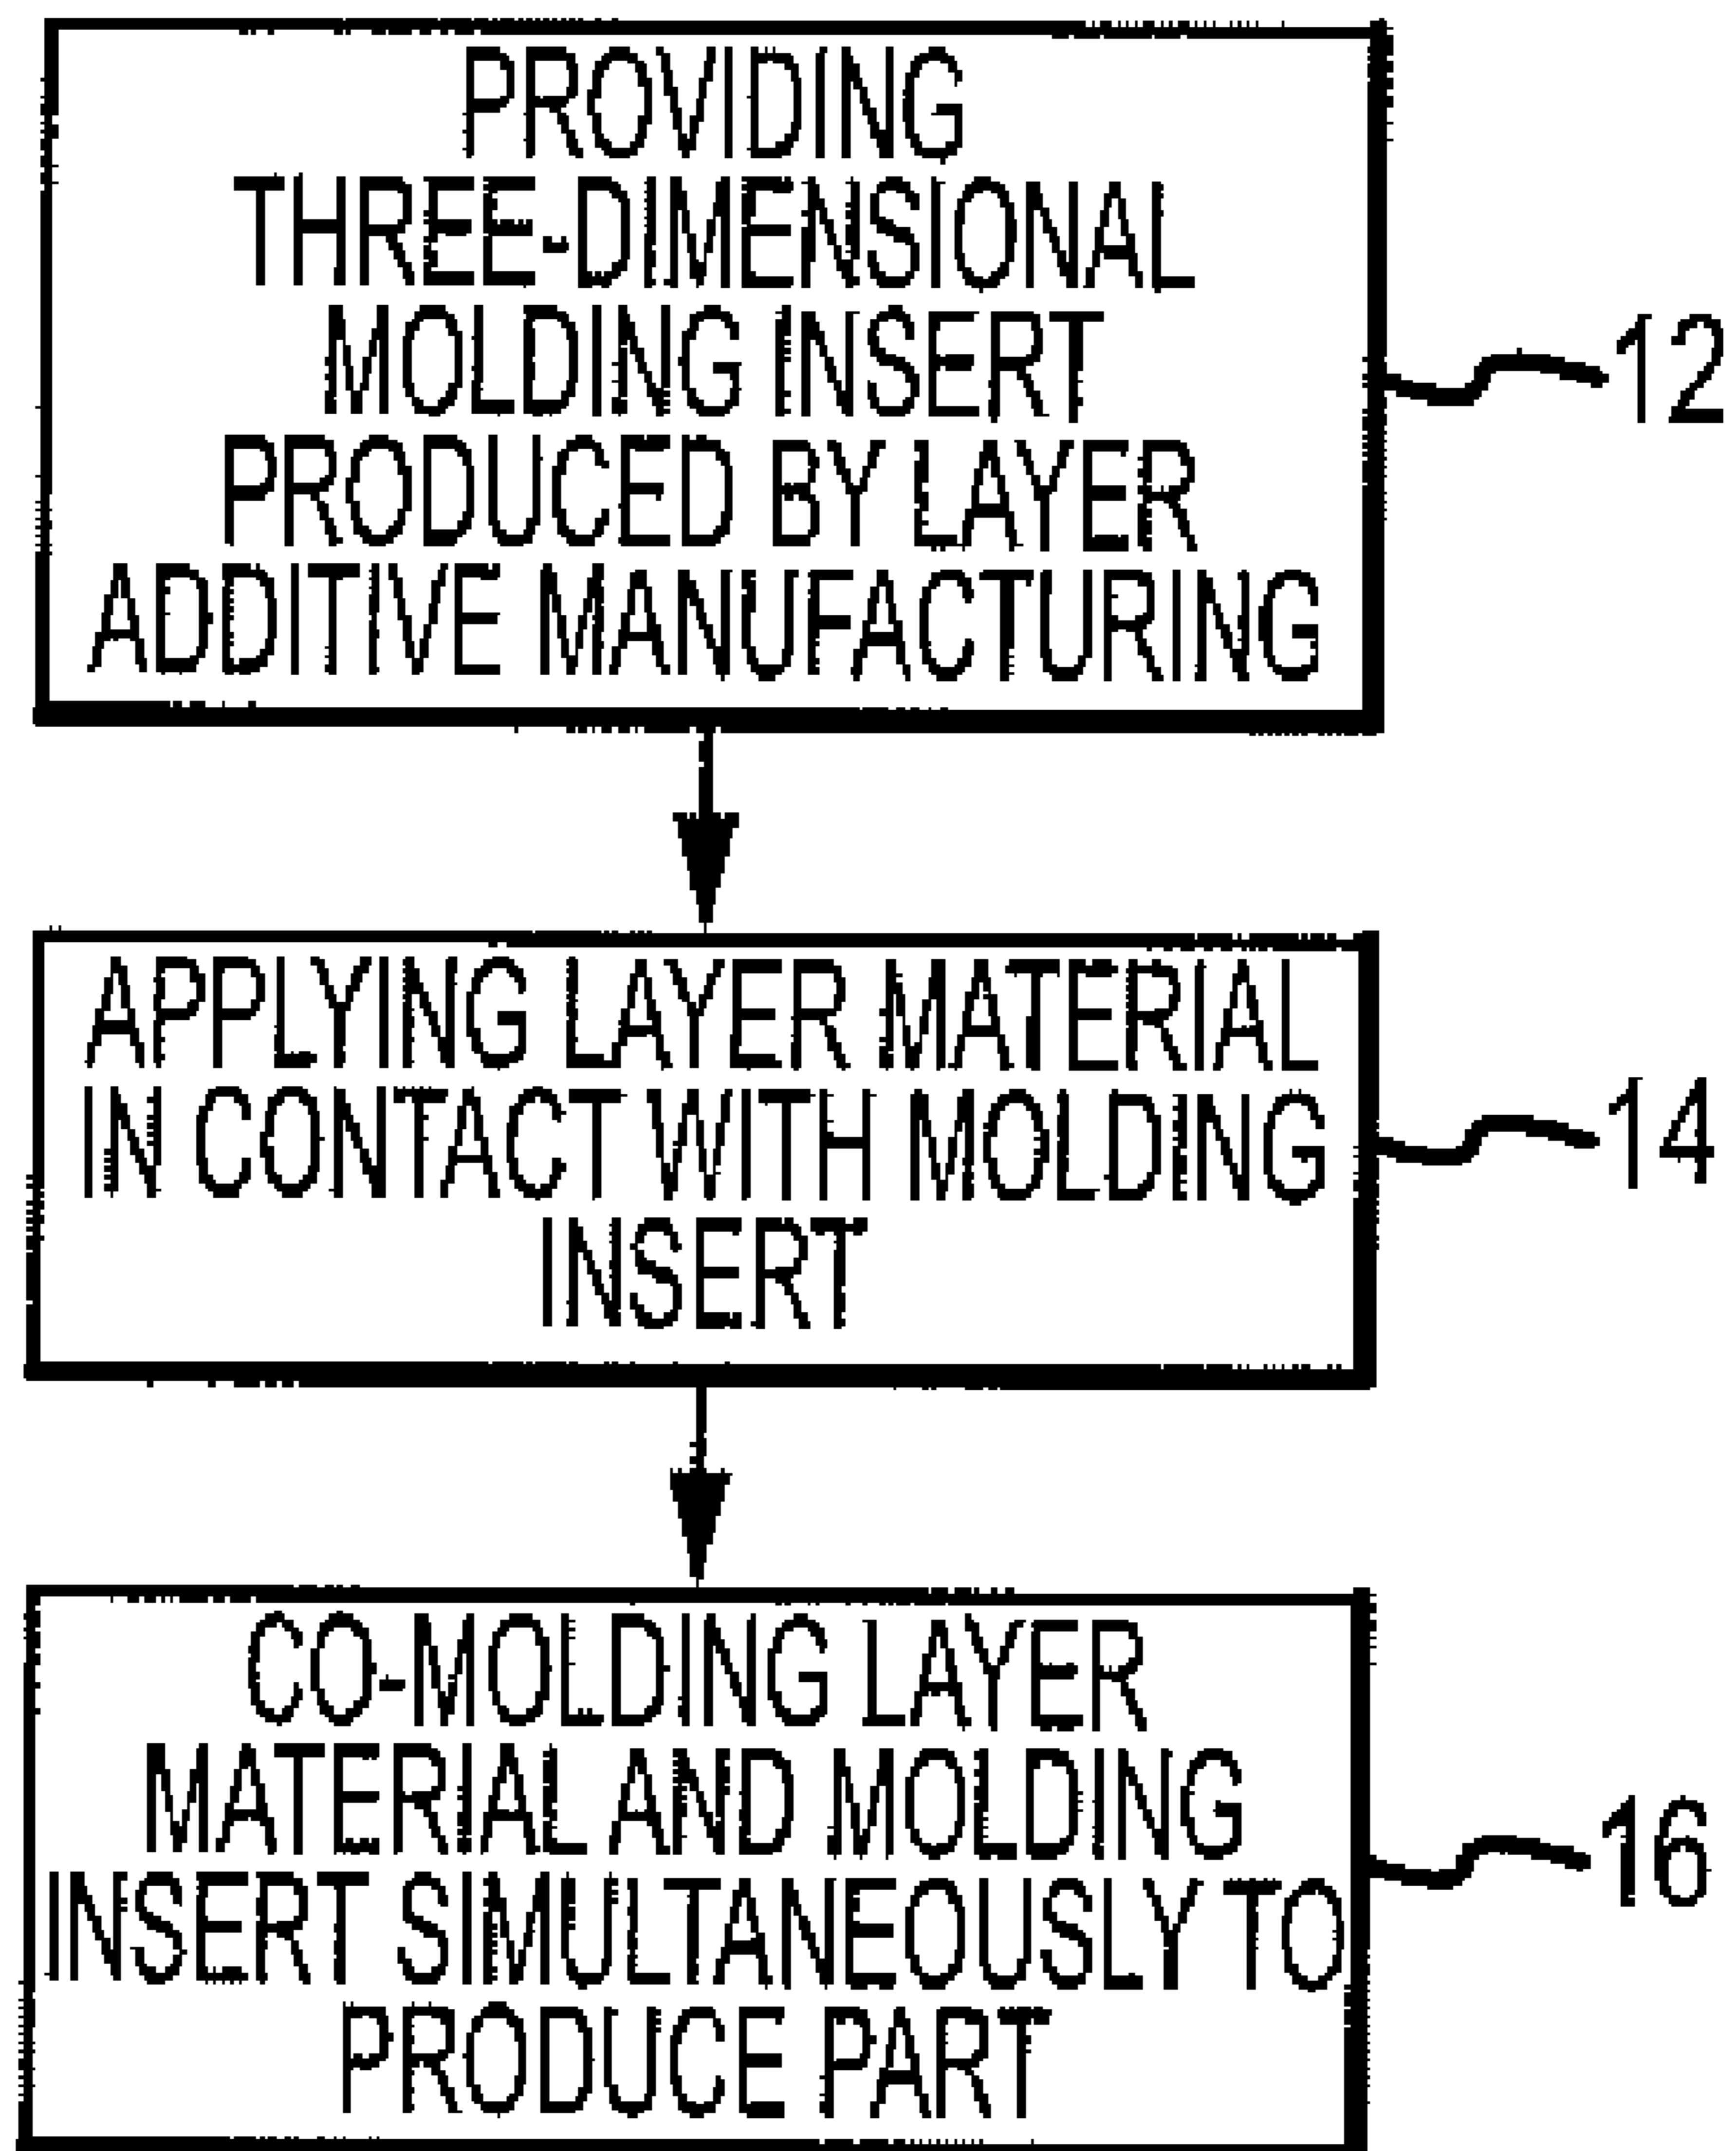 PROVIDING
THREE-DIMENSIONAL
MOLDING INSERT
PRODUCED BY LAYER
ADDITIVE MANUFACTURING
12
APPLYING LAYER MATERIAL
IN CONTACT WITH MOLDING
INSERT
14
CO-MOLDING LAYER
MATERIAL AND MOLDING
INSERT SIMULTANEOUSLY TO
PRODUCE PART
16